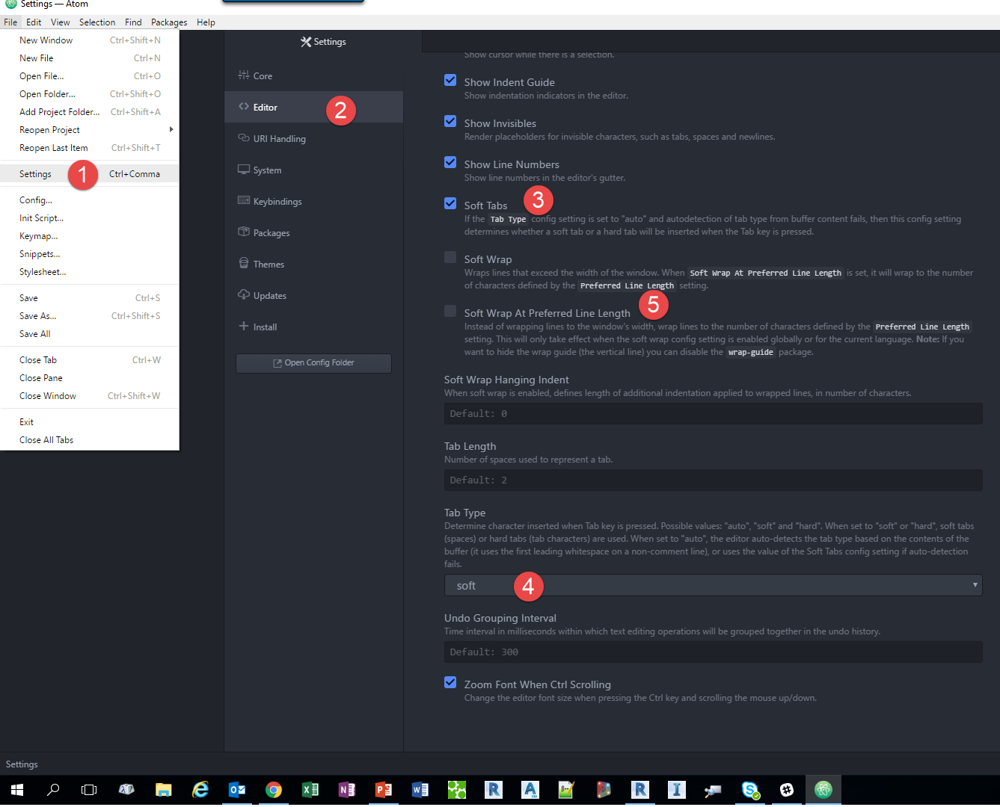 Settings — Atom
File Edit View Selection Find Packages Help
New Window Ctrl+Shift+N
New File Ctrl+N
Open File... Ctrl+O
Open Folder... Ctrl+Shift+O
Add Project Folder... Ctrl+Shift+A
Reopen Project
Reopen Last Item Ctrl+Shift+T
Settings 1 Ctrl+Comma
Config...
Init Script...
Keymap...
Snippets...
Stylesheet...
Save Ctrl+S
Save As... Ctrl+Shift+S
Save All
Close Tab Ctrl+W
Close Pane
Close Window Ctrl+Shift+W
Exit
Close All Tabs
Settings
Core
Editor 2
URI Handling
System
Keybindings
Packages
Themes
Updates
Install
Open Config Folder
Show cursor while there is a selection.
Show Indent Guide
Show indentation indicators in the editor.
Show Invisibles
Render placeholders for invisible characters, such as tabs, spaces and newlines.
Show Line Numbers
Show line numbers in the editor's gutter.
Soft Tabs 3
If the Tab Type config setting is set to "auto" and autodetection of tab type from buffer content fails, then this config setting
determines whether a soft tab or a hard tab will be inserted when the Tab key is pressed.
Soft Wrap
Wraps lines that exceed the width of the window. When Soft Wrap At Preferred Line Length is set, it will wrap to the number
of characters defined by the Preferred Line Length setting.
Soft Wrap At Preferred Line Length 5
Instead of wrapping lines to the window's width, wrap lines to the number of characters defined by the Preferred Line Length
setting. This will only take effect when the soft wrap config setting is enabled globally or for the current language. Note: If you
want to hide the wrap guide (the vertical line) you can disable the wrap-guide package.
Soft Wrap Hanging Indent
When soft wrap is enabled, defines length of additional indentation applied to wrapped lines, in number of characters.
Default: 0
Tab Length
Number of spaces used to represent a tab.
Default: 2
Tab Type
Determine character inserted when Tab key is pressed. Possible values: "auto", "soft" and "hard". When set to "soft" or "hard", soft tabs
(spaces) or hard tabs (tab characters) are used. When set to "auto", the editor auto-detects the tab type based on the contents of the
buffer (it uses the first leading whitespace on a non-comment line), or uses the value of the Soft Tabs config setting if auto-detection
fails.
soft 4
Undo Grouping Interval
Time interval in milliseconds within which text editing operations will be grouped together in the undo history.
Default: 300
Zoom Font When Ctrl Scrolling
Change the editor font size when pressing the Ctrl key and scrolling the mouse up/down.
Settings